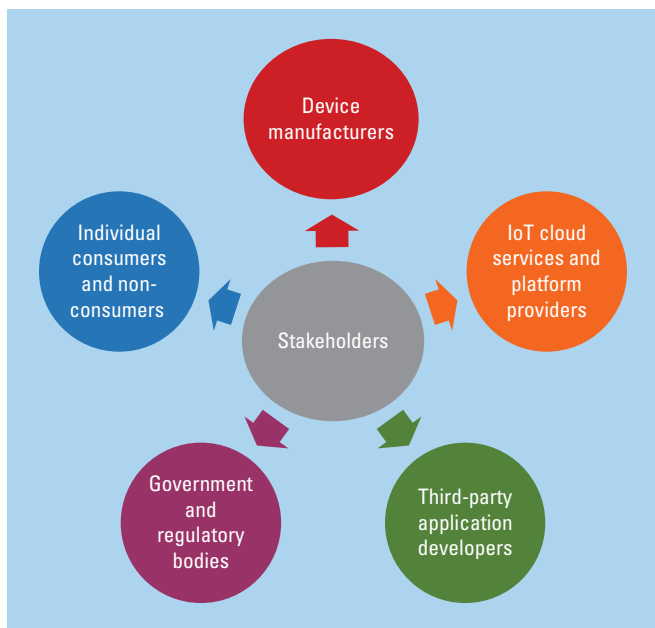 Device
manufacturers
Individual
consumers
and non-
consumers
IoT cloud
services and
platform
providers
Stakeholders
Government
and
regulatory
bodies
Third-party
application
developers